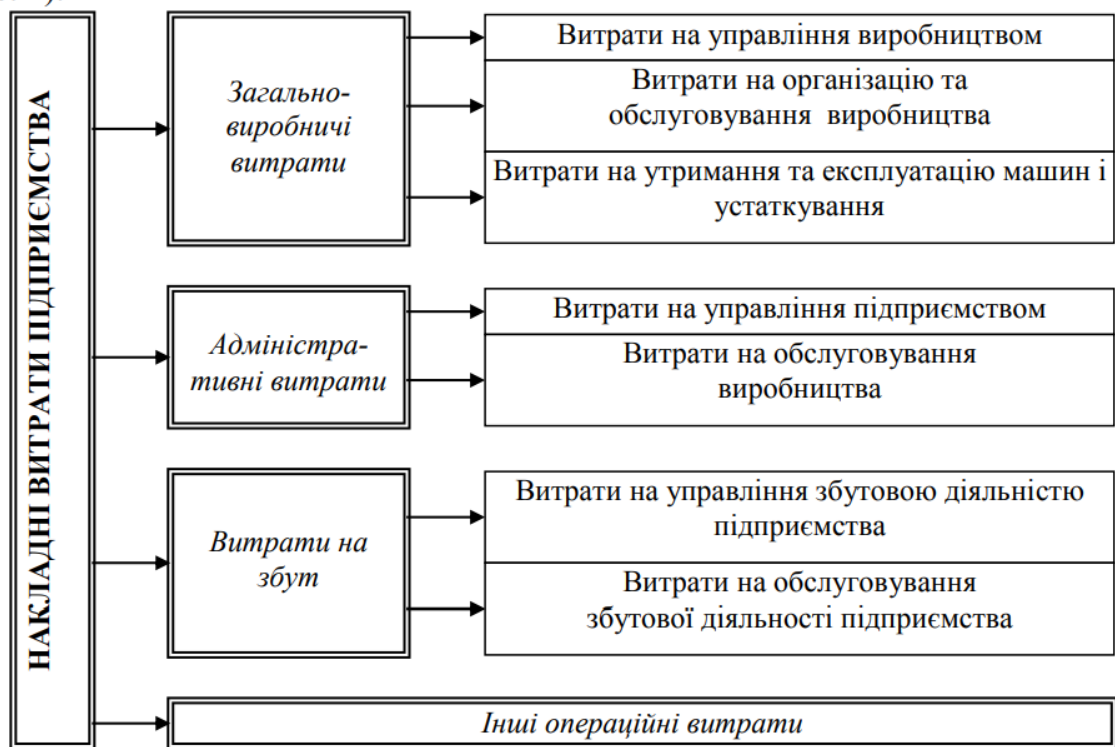 НАКЛАДНІ ВИТРАТИ ПІДПРИЄМСТВА
Загально-
виробничі
витрати
Витрати на управління виробництвом
Витрати на організацію та
обслуговування виробництва
Витрати на утримання та експлуатацію машин і
устаткування
Адміністра-
тивні витрати
Витрати на управління підприємством
Витрати на обслуговування
виробництва
Витрати на
збут
Витрати на управління збутовою діяльністю
підприємства
Витрати на обслуговування
збутової діяльності підприємства
Інші операційні витрати